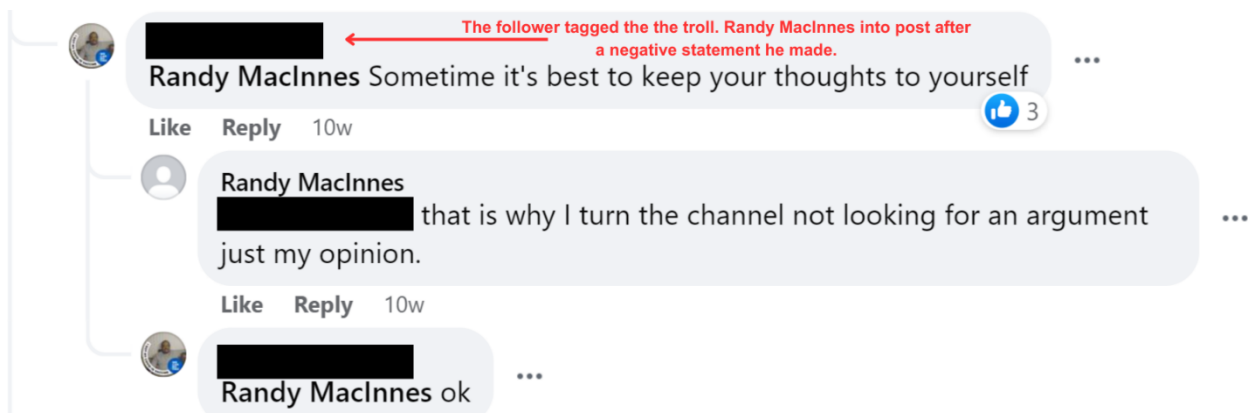 The follower tagged the the troll. Randy MacInnes into post after
a negative statement he made.
Randy MacInnes Sometime it's best to keep your thoughts to yourself
3
Like Reply 10w
Randy MacInnes
that is why I turn the channel not looking for an argument
just my opinion.
Like Reply 10w
Randy MacInnes ok